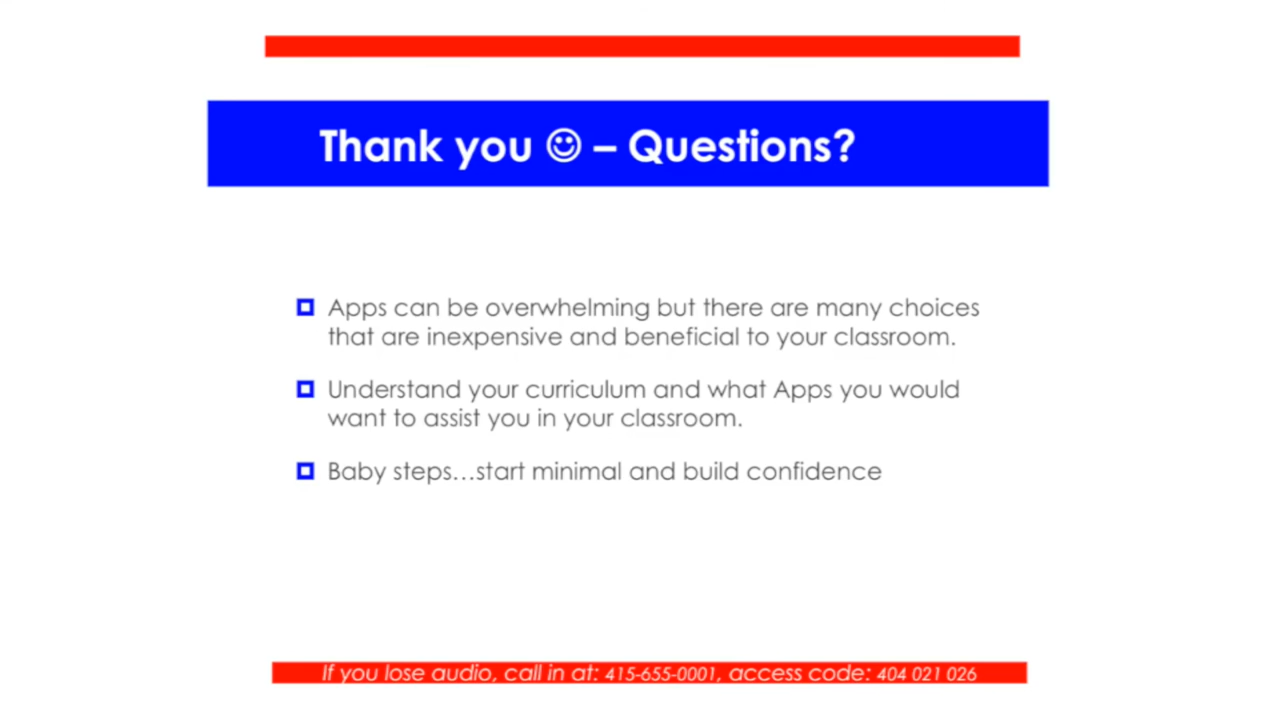 Thank you ☺ – Questions?
Apps can be overwhelming but there are many choices
that are inexpensive and beneficial to your classroom.
Understand your curriculum and what Apps you would
want to assist you in your classroom.
Baby steps…start minimal and build confidence
If you lose audio, call in at: 415-655-0001, access code: 404 021 026